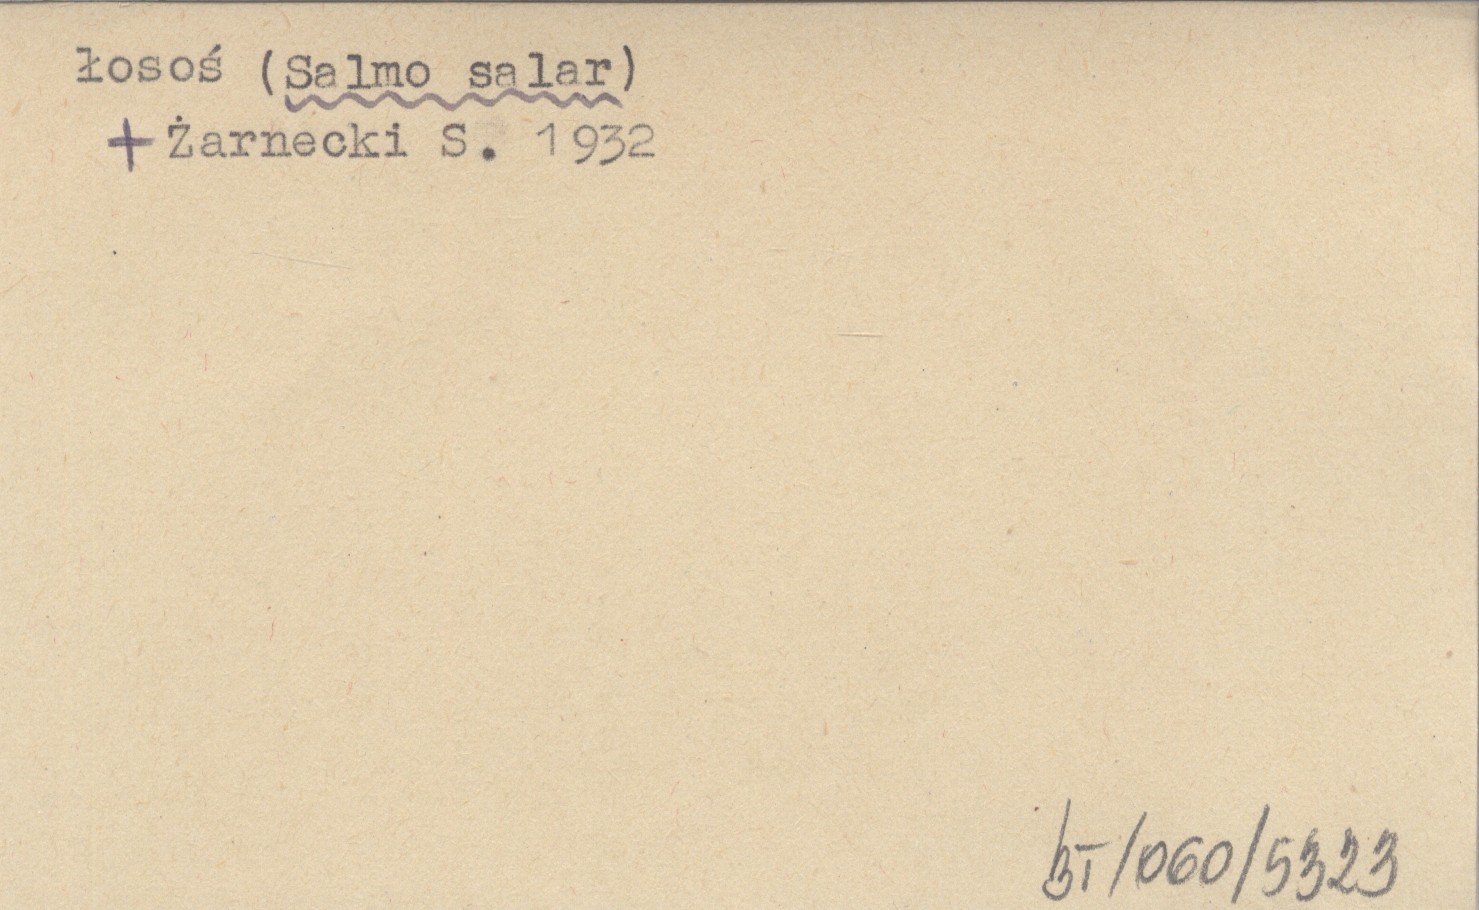 łosoś (Salmo salar)
+ Żarnecki S. 1932
BT/060/5323